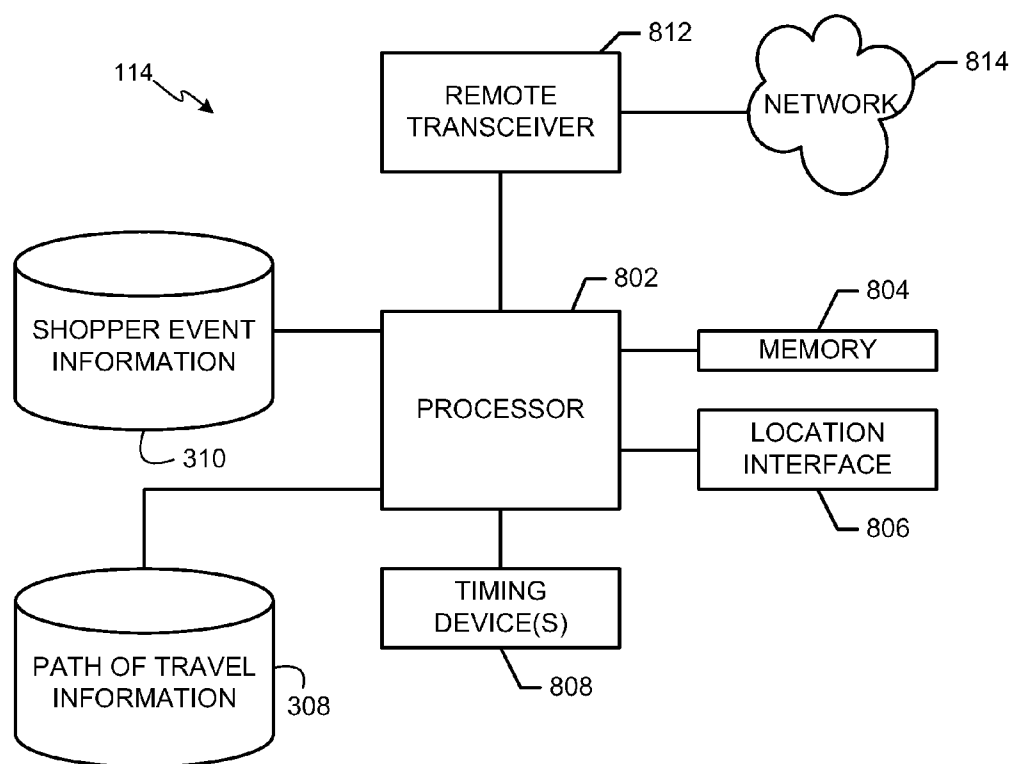 812
114
REMOTE
TRANSCEIVER
NETWORK
814
802
804
SHOPPER EVENT
INFORMATION
MEMORY
PROCESSOR
LOCATION
INTERFACE
310
806
TIMING
DEVICE(S)
PATH OF TRAVEL
INFORMATION
808
308